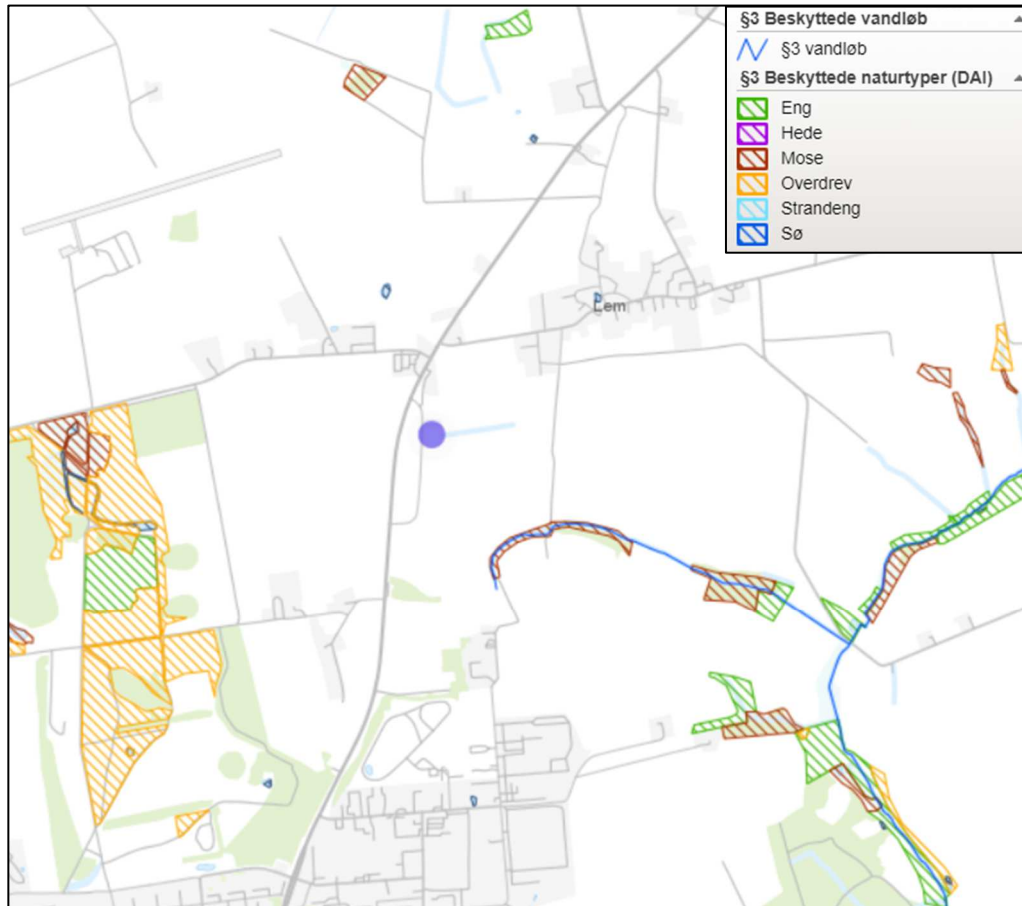 §3 Beskyttede vandløb
§3 vandløb
§3 Beskyttede naturtyper (DAI)
Eng
Hede
Mose
Overdrev
Strandeng
Sø
Lem